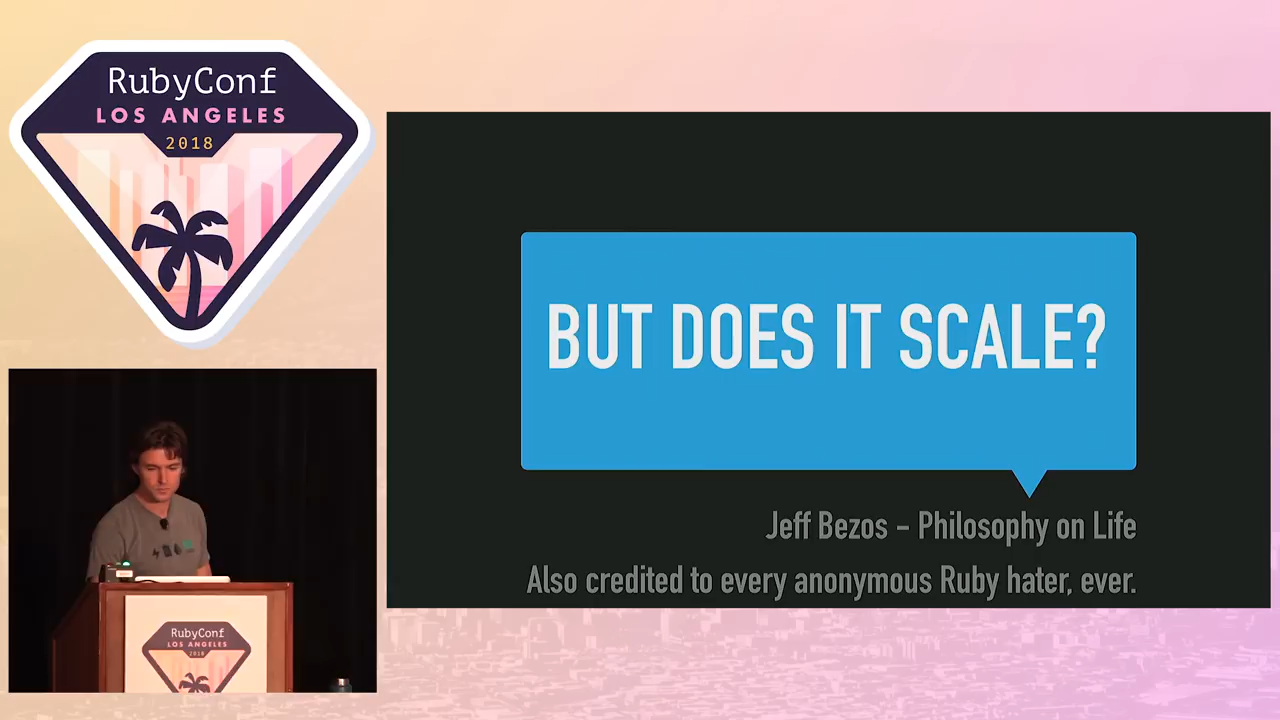 RubyConf
LOS ANGELES
2018
BUT DOES IT SCALE?
Jeff Bezos - Philosophy on Life
Also credited to every anonymous Ruby hater, ever.
RubyConf
LOS ANGELES
2018